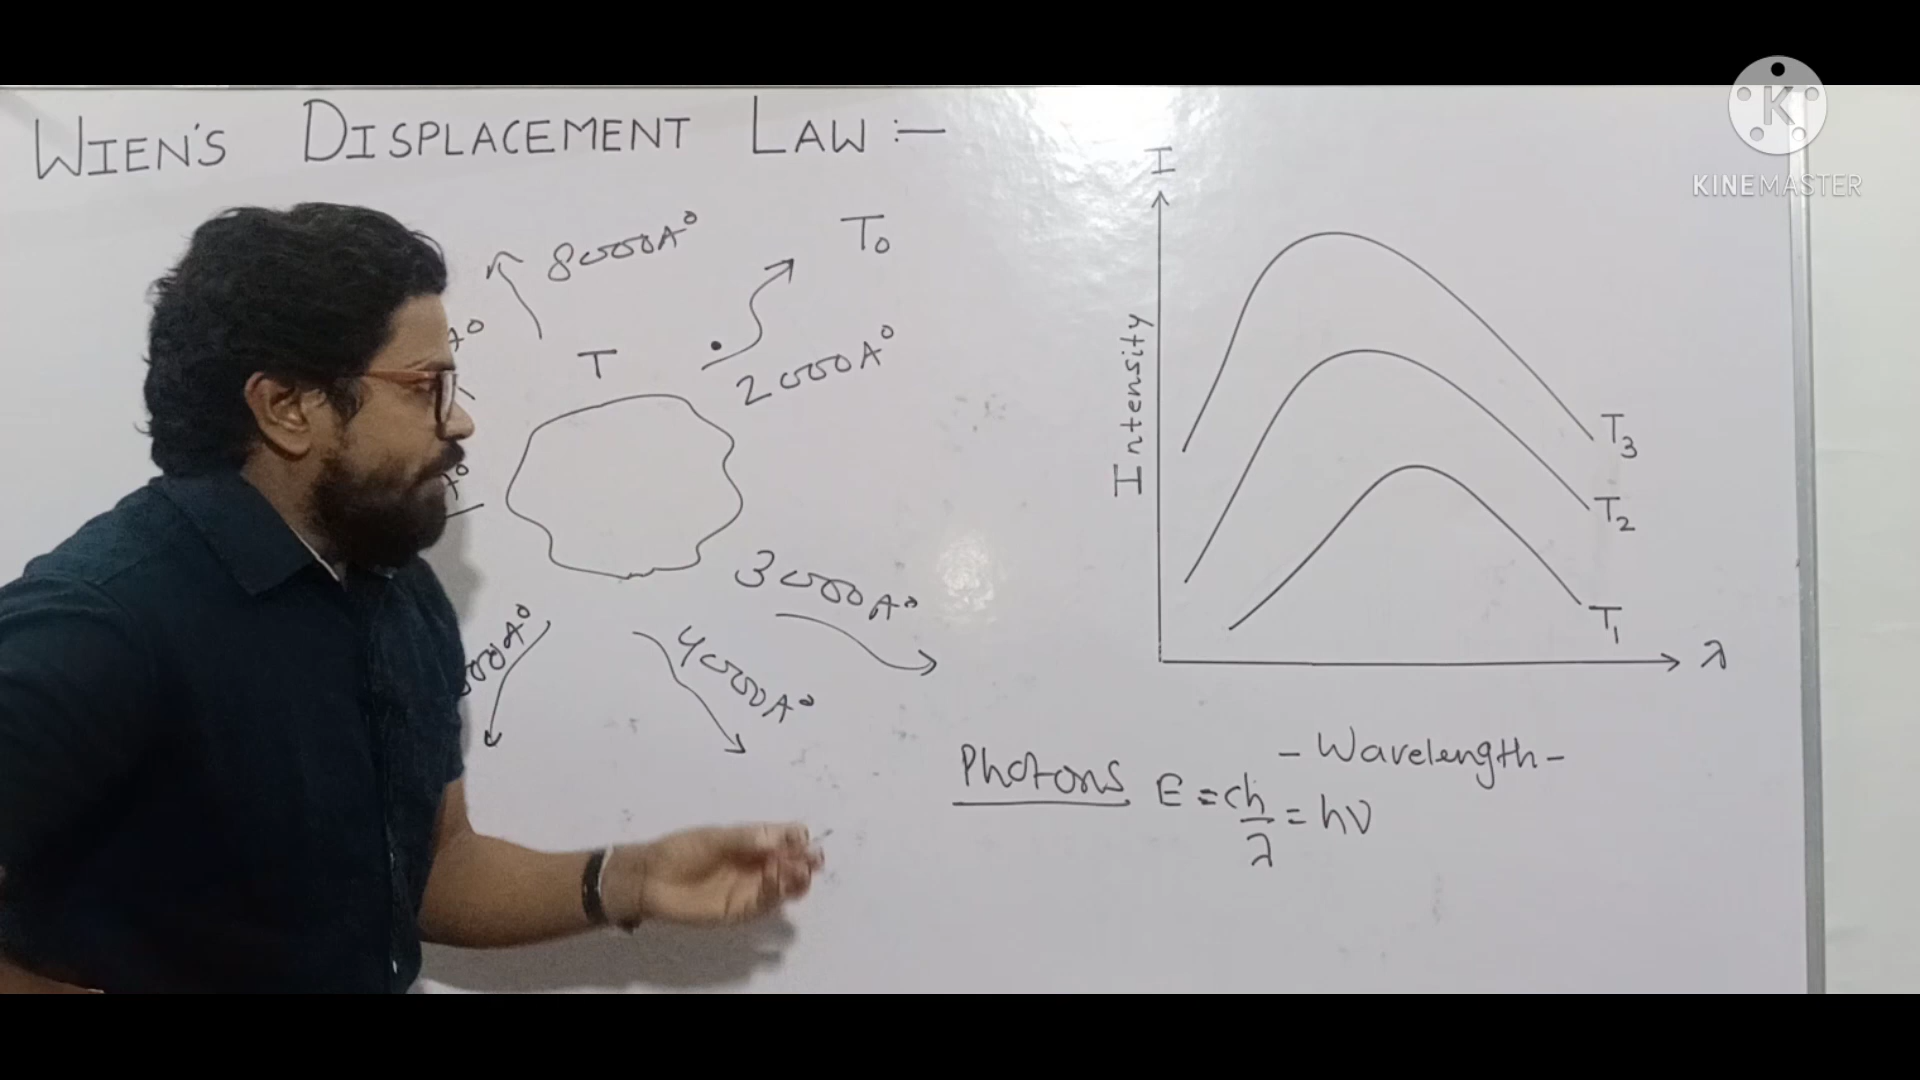 WIEN'S DISPLACEMENT LAW :-
KINEMASTER
I
8000A°
T₀
T
2000A°
Intensity
T₃
T₂
3000A°
T₁
λ
4000A°
Photons E = ch/λ = hν
- Wavelength -